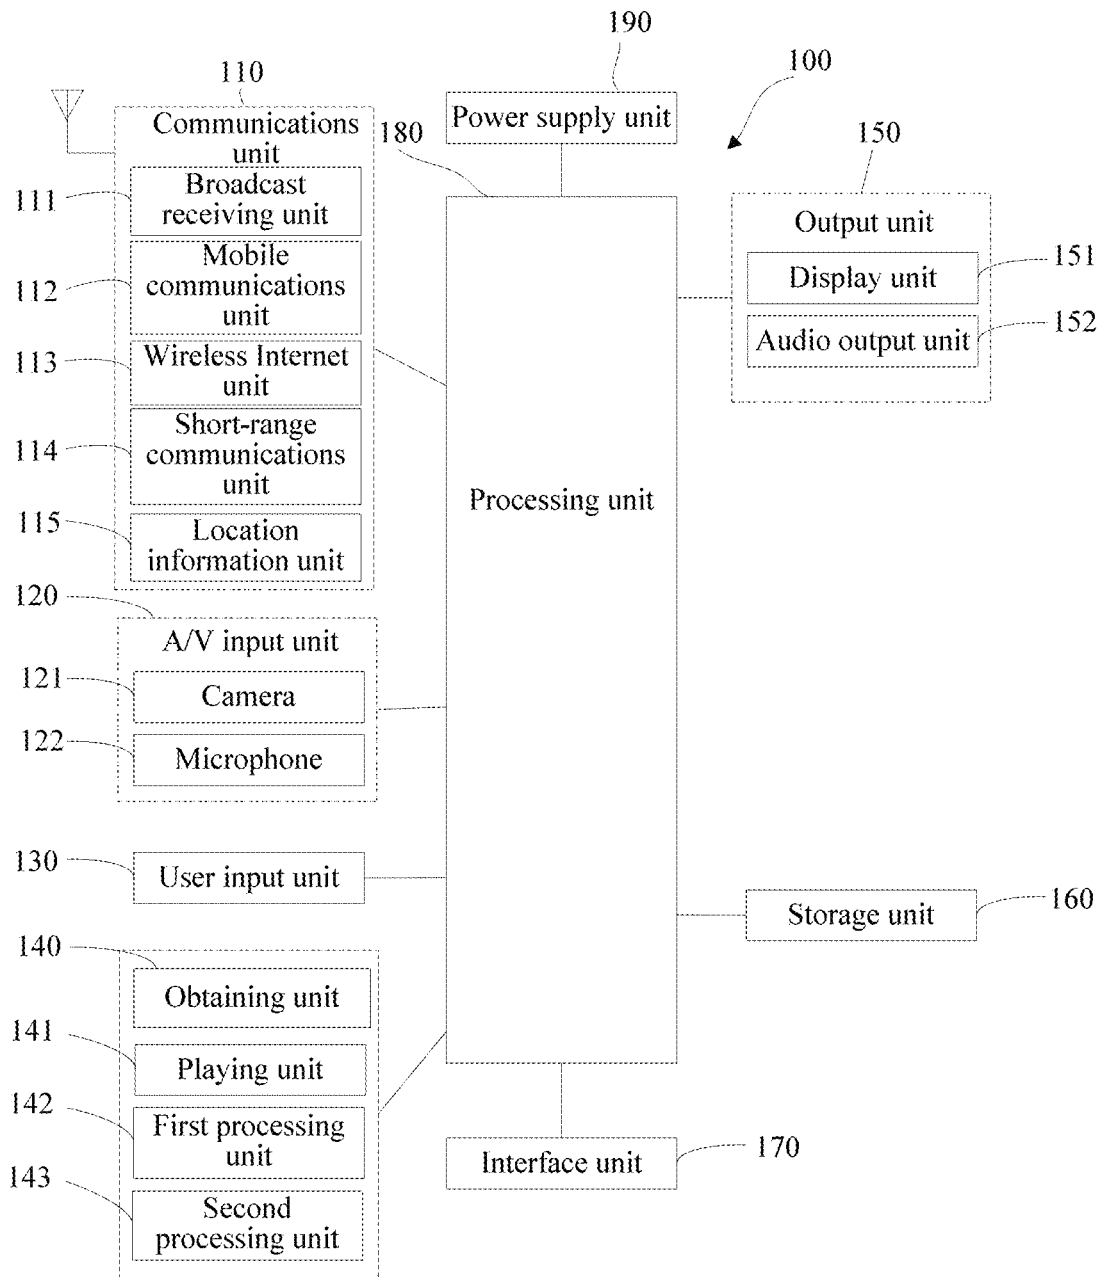 190
100
110
Power supply unit
Communications
unit
180
150
111
Broadcast
receiving unit
Output unit
112
Mobile
communications
unit
Display unit
151
113
Wireless Internet
unit
Audio output unit
152
114
Short-range
communications
unit
Processing unit
115
Location
information unit
120
A/V input unit
121
Camera
122
Microphone
130
User input unit
Storage unit
160
140
Obtaining unit
141
Playing unit
142
First processing
unit
Interface unit
170
143
Second
processing unit